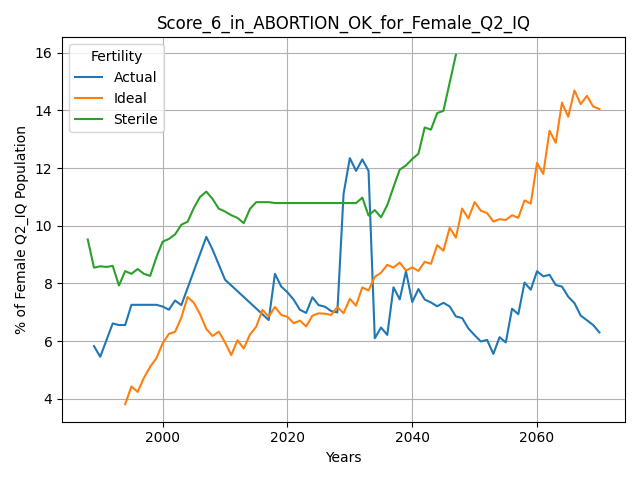 Score_6_in_ABORTION_OK_for_Female_Q2_IQ
Fertility
Actual
Ideal
Sterile
% of Female Q2_IQ Population
16
14
12
10
8
6
4
2000
2020
2040
2060
Years